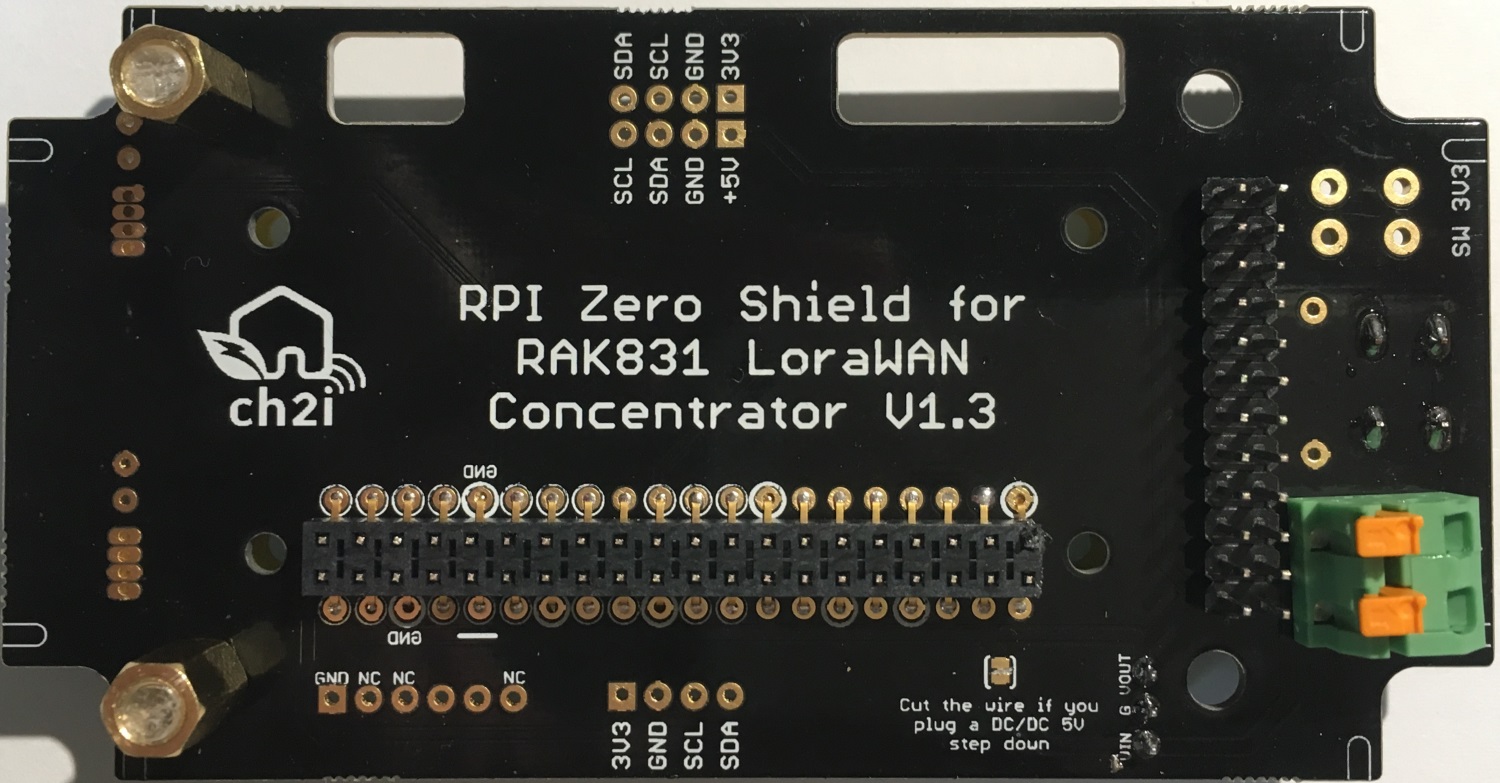 SDA SCL GND 3V3
SCL SDA GND +5V
SW 3V3
RPI Zero Shield for
RAK831 LoraWAN
Concentrator V1.3
ch2i
GND
GND
GND NC NC NC
3V3 GND SCL SDA
Cut the wire if you
plug a DC/DC 5V
step down
VIN G VOUT